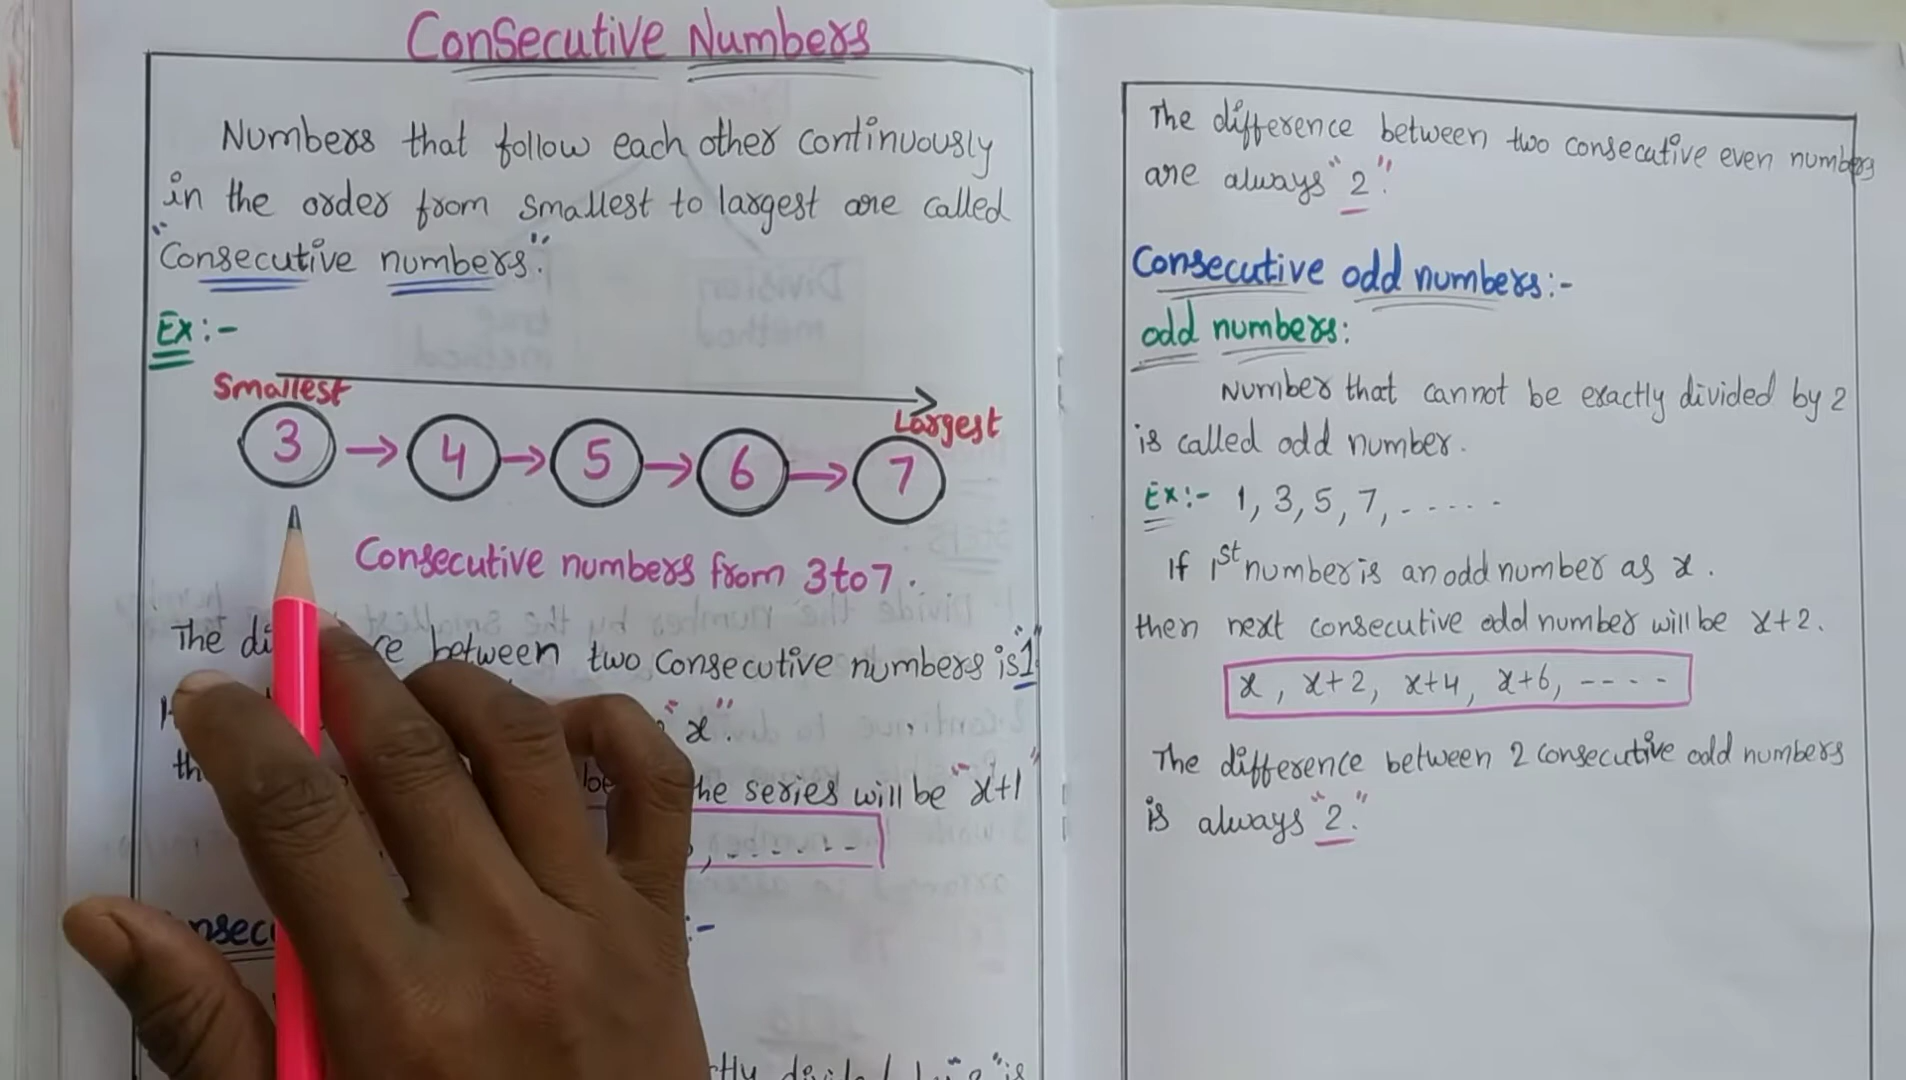 Consecutive Numbers
Numbers that follow each other continuously
in the order from smallest to largest are called
"Consecutive numbers".
Ex:-
Smallest
Largest
3 → 4 → 5 → 6 → 7
Consecutive numbers from 3 to 7.
The between two consecutive numbers is "1"
"x".
the series will be "x+1"
, - - - - - -
:-
The difference between two consecutive even numbers
are always "2".
Consecutive odd numbers:-
odd numbers:
Number that cannot be exactly divided by 2
is called odd number.
Ex:- 1, 3, 5, 7, - - - - -
If 1st number is an odd number as x.
then next consecutive odd number will be x+2.
x, x+2, x+4, x+6, - - - -
The difference between 2 consecutive odd numbers
is always "2."